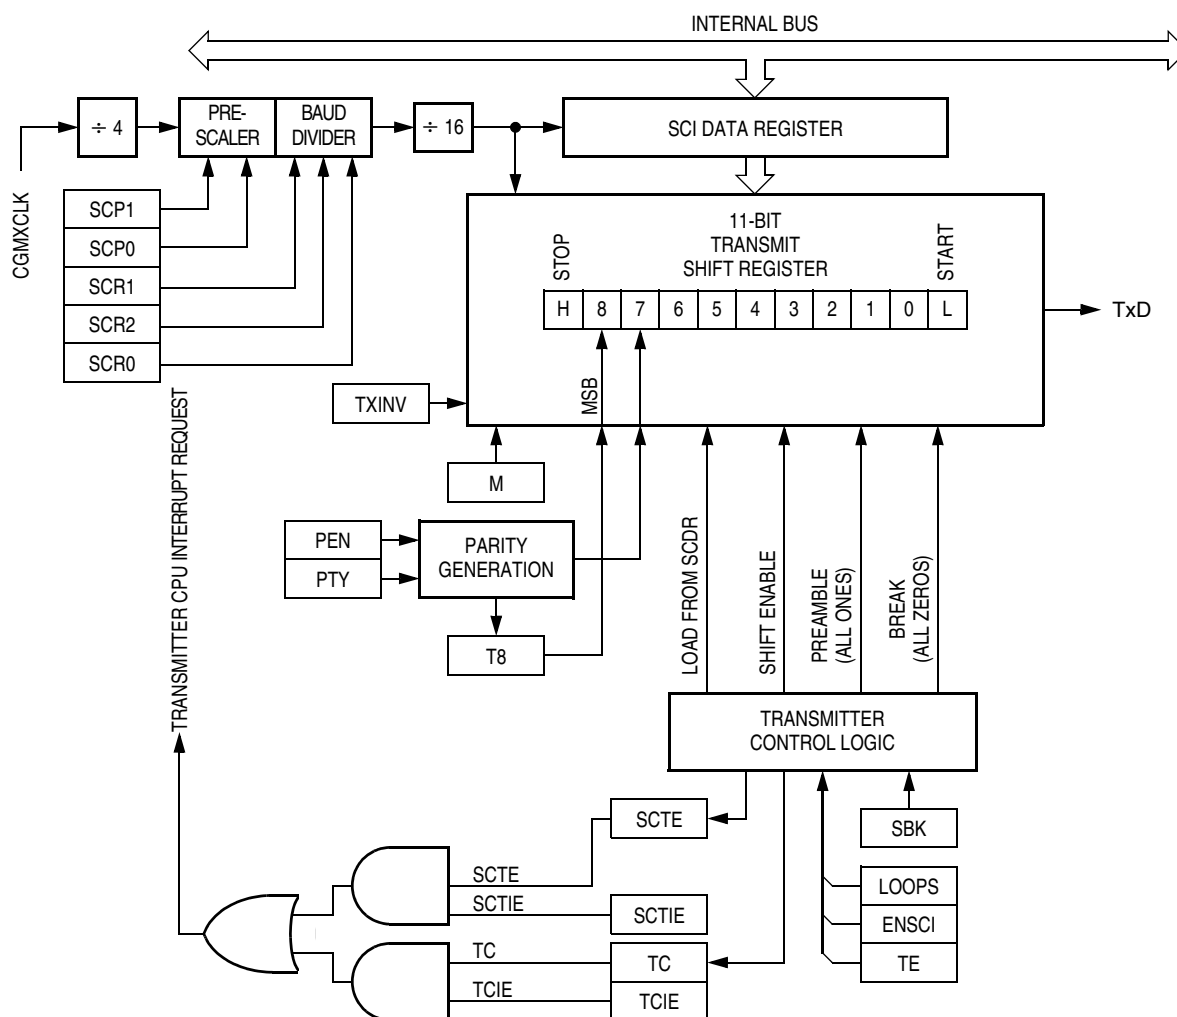 INTERNAL BUS
÷ 4
PRE-
SCALER
BAUD
DIVIDER
÷ 16
SCI DATA REGISTER
CGMXCLK
SCP1
SCP0
SCR1
SCR2
SCR0
11-BIT
TRANSMIT
SHIFT REGISTER
STOP
START
H 8 7 6 5 4 3 2 1 0 L
TxD
MSB
TXINV
M
PEN
PTY
PARITY
GENERATION
T8
TRANSMITTER CPU INTERRUPT REQUEST
LOAD FROM SCDR
SHIFT ENABLE
PREAMBLE
(ALL ONES)
BREAK
(ALL ZEROS)
TRANSMITTER
CONTROL LOGIC
SCTE
SBK
SCTE
SCTIE
SCTIE
LOOPS
ENSCI
TE
TC
TC
TCIE
TCIE